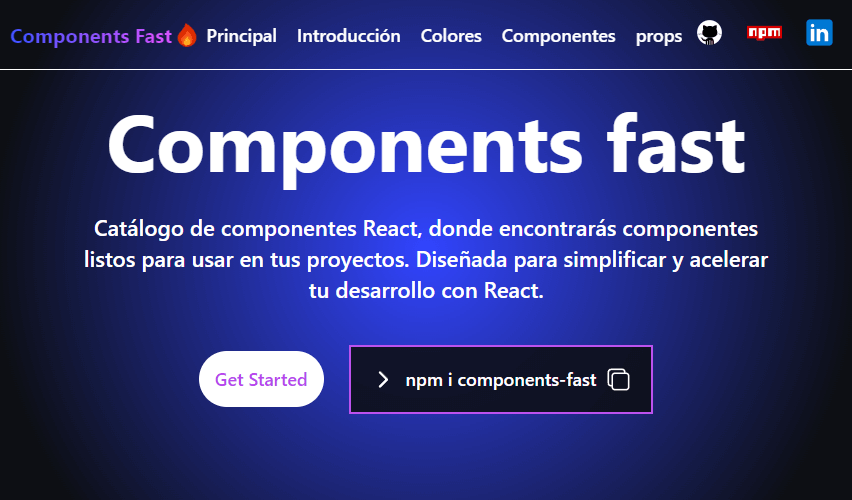 Components Fast Principal Introducción Colores Componentes props npm in
Components fast
Catálogo de componentes React, donde encontrarás componentes
listos para usar en tus proyectos. Diseñada para simplificar y acelerar
tu desarrollo con React.
Get Started npm i components-fast